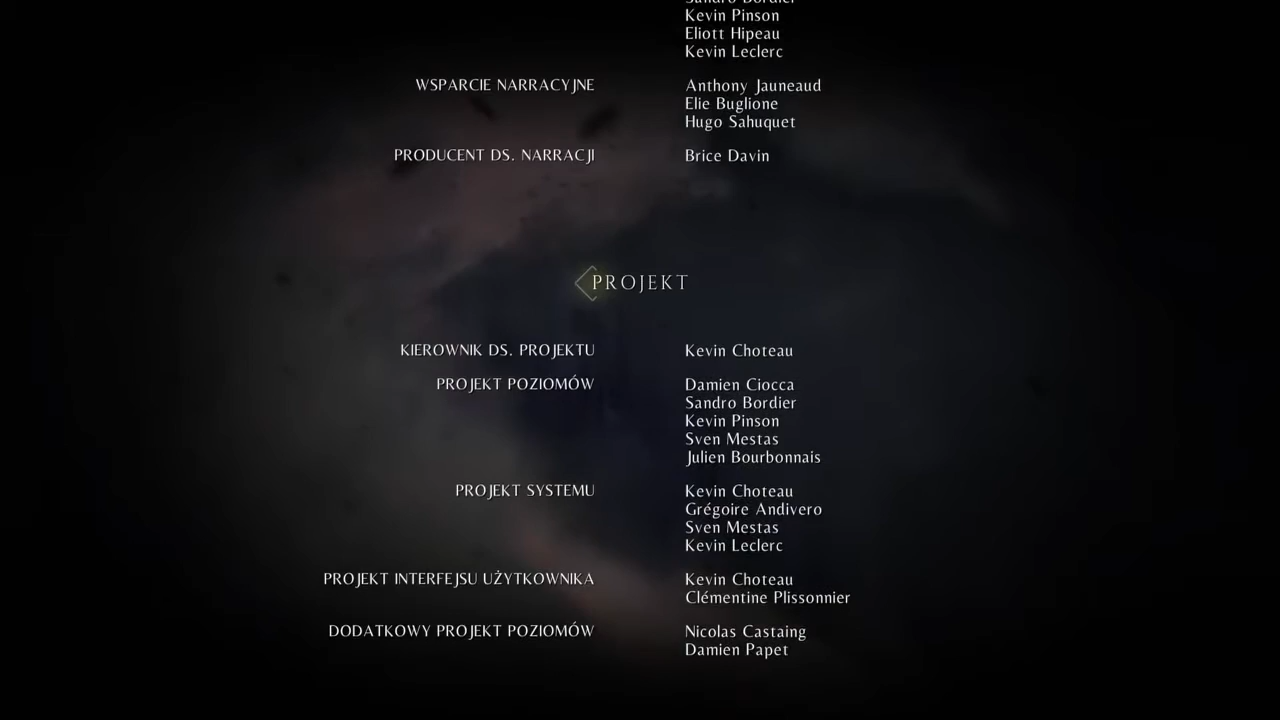 Sandro Bordier
Kevin Pinson
Eliott Hipeau
Kevin Leclerc
WSPARCIE NARRACYJNE Anthony Jauneaud
Elie Buglione
Hugo Sahuquet
PRODUCENT DS. NARRACJI Brice Davin
PROJEKT
KIEROWNIK DS. PROJEKTU Kevin Choteau
PROJEKT POZIOMÓW Damien Ciocca
Sandro Bordier
Kevin Pinson
Sven Mestas
Julien Bourbonnais
PROJEKT SYSTEMU Kevin Choteau
Grégoire Andivero
Sven Mestas
Kevin Leclerc
PROJEKT INTERFEJSU UŻYTKOWNIKA Kevin Choteau
Clémentine Plissonnier
DODATKOWY PROJEKT POZIOMÓW Nicolas Castaing
Damien Papet